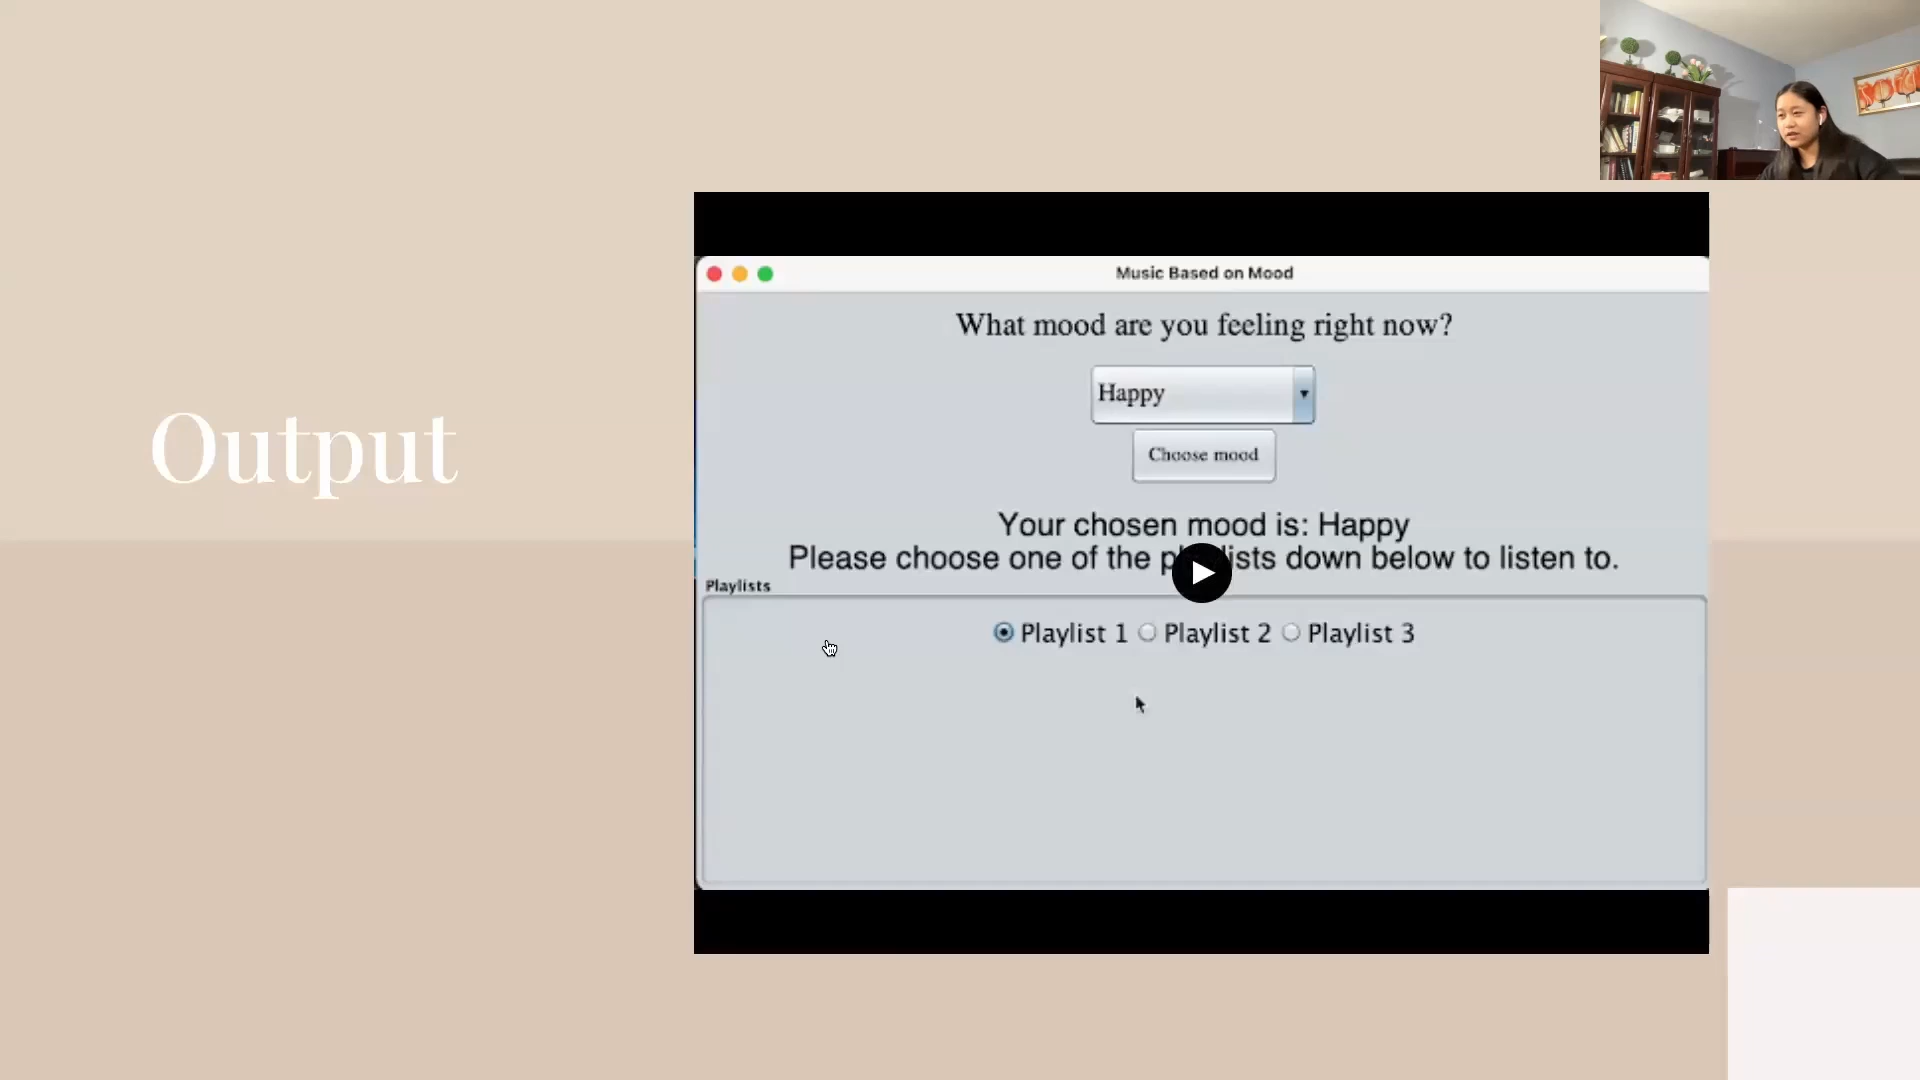 Output
Music Based on Mood
What mood are you feeling right now?
Happy
Choose mood
Your chosen mood is: Happy
Please choose one of the playlists down below to listen to.
Playlists
Playlist 1 Playlist 2 Playlist 3